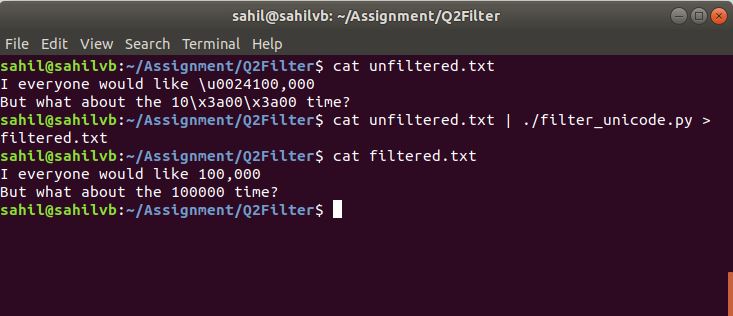 sahil@sahilvb: ~/Assignment/Q2Filter
File Edit View Search Terminal Help
sahil@sahilvb:~/Assignment/Q2Filter$ cat unfiltered.txt
I everyone would like \u0024100,000
But what about the 10\x3a00\x3a00 time?
sahil@sahilvb:~/Assignment/Q2Filter$ cat unfiltered.txt | ./filter_unicode.py >
filtered.txt
sahil@sahilvb:~/Assignment/Q2Filter$ cat filtered.txt
I everyone would like 100,000
But what about the 100000 time?
sahil@sahilvb:~/Assignment/Q2Filter$